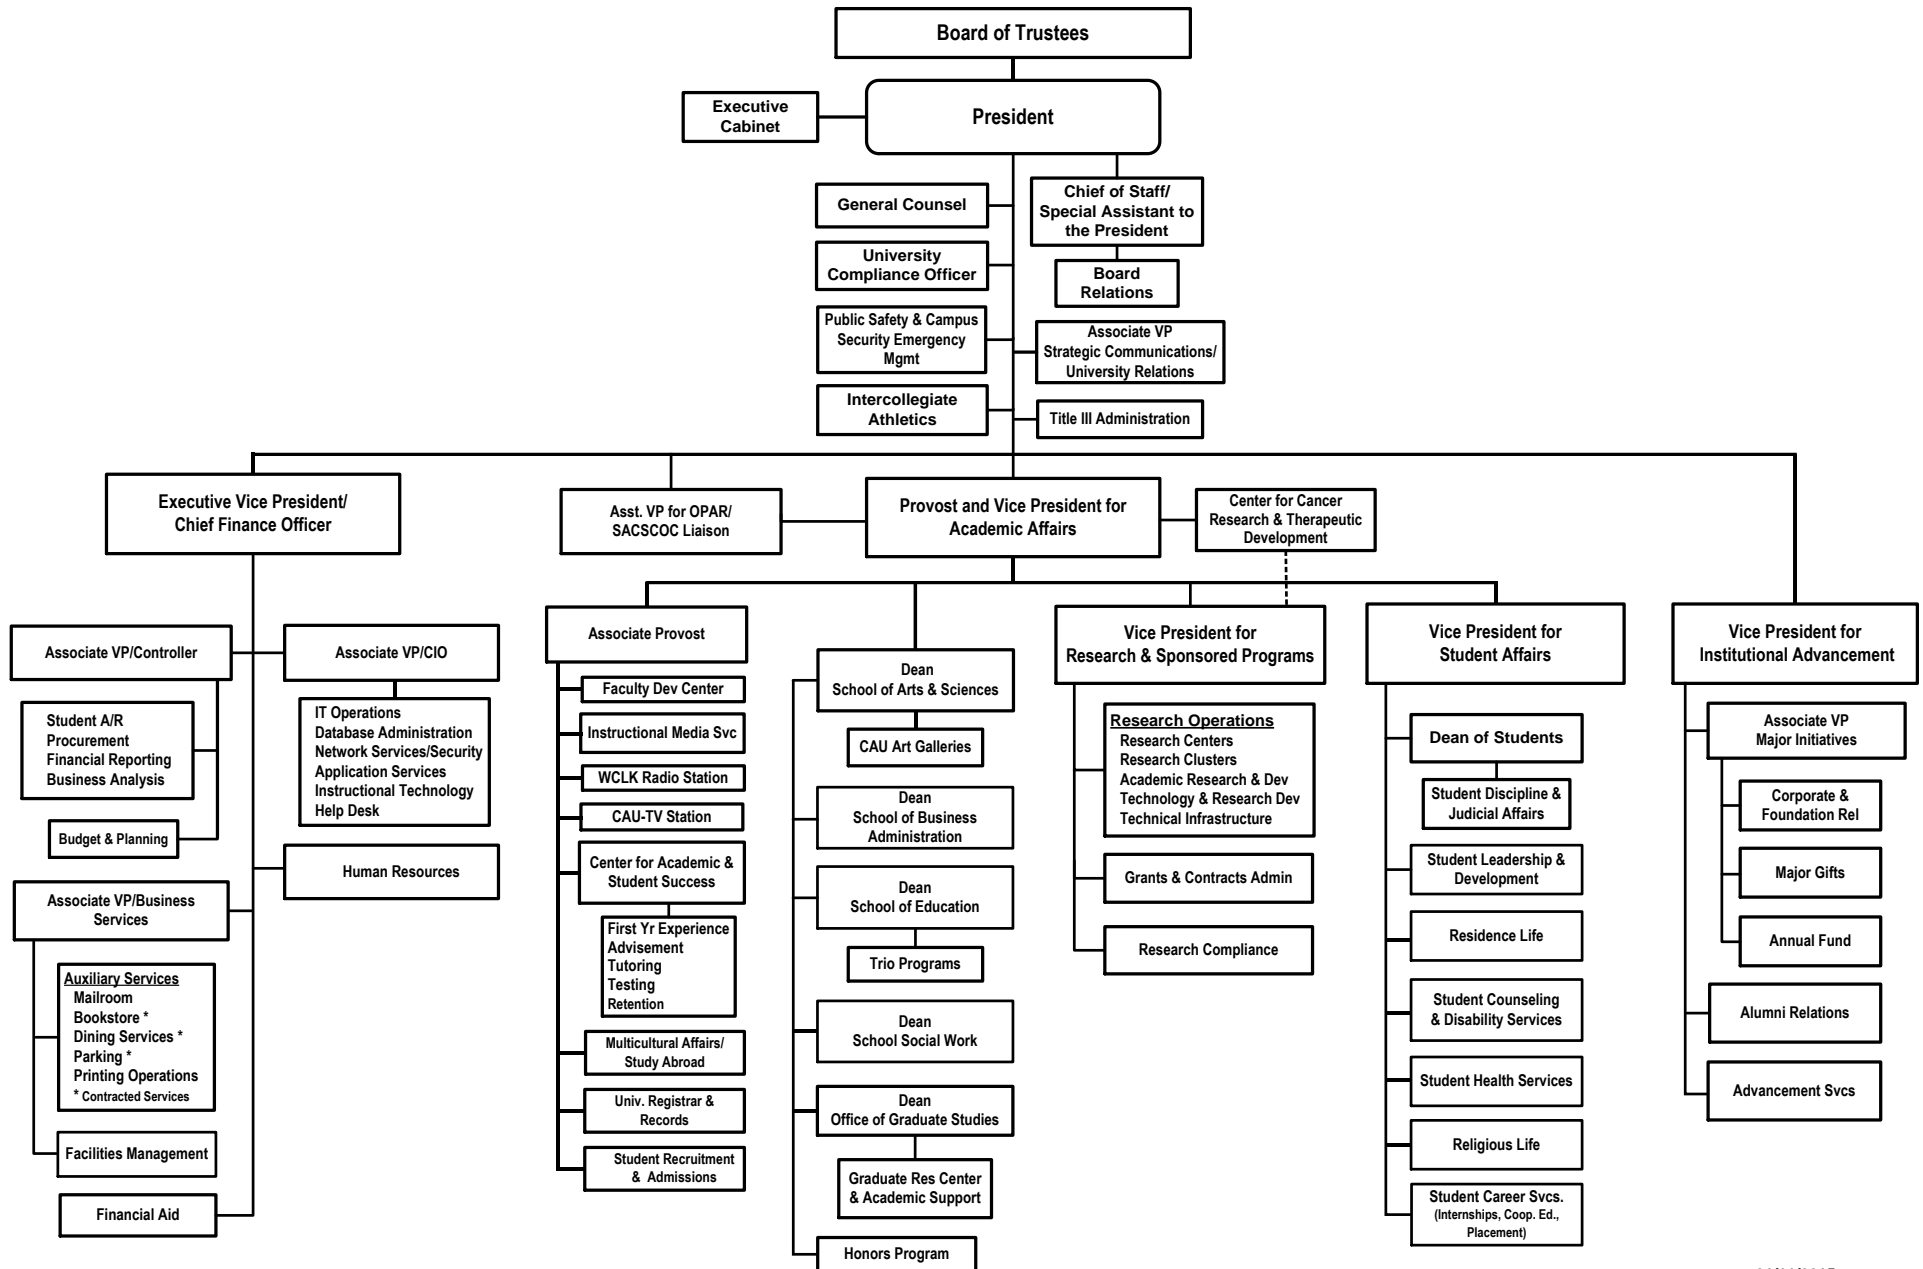 Board of Trustees
Executive
Cabinet
President
General Counsel
Chief of Staff/
Special Assistant to
the President
University
Compliance Officer
Board
Relations
Public Safety & Campus
Security Emergency
Mgmt
Associate VP
Strategic Communications/
University Relations
Intercollegiate
Athletics
Title III Administration
Executive Vice President/
Chief Finance Officer
Asst. VP for OPAR/
SACSCOC Liaison
Provost and Vice President for
Academic Affairs
Center for Cancer
Research & Therapeutic
Development
Associate VP/Controller
Associate VP/CIO
Student A/R
Procurement
Financial Reporting
Business Analysis
IT Operations
Database Administration
Network Services/Security
Application Services
Instructional Technology
Help Desk
Budget & Planning
Human Resources
Associate VP/Business
Services
Auxiliary Services
Mailroom
Bookstore *
Dining Services *
Parking *
Printing Operations
* Contracted Services
Facilities Management
Financial Aid
Associate Provost
Faculty Dev Center
Instructional Media Svc
WCLK Radio Station
CAU-TV Station
Center for Academic &
Student Success
First Yr Experience
Advisement
Tutoring
Testing
Retention
Multicultural Affairs/
Study Abroad
Univ. Registrar &
Records
Student Recruitment
& Admissions
Dean
School of Arts & Sciences
CAU Art Galleries
Dean
School of Business
Administration
Dean
School of Education
Trio Programs
Dean
School Social Work
Dean
Office of Graduate Studies
Graduate Res Center
& Academic Support
Honors Program
Vice President for
Research & Sponsored Programs
Research Operations
Research Centers
Research Clusters
Academic Research & Dev
Technology & Research Dev
Technical Infrastructure
Grants & Contracts Admin
Research Compliance
Vice President for
Student Affairs
Dean of Students
Student Discipline &
Judicial Affairs
Student Leadership &
Development
Residence Life
Student Counseling
& Disability Services
Student Health Services
Religious Life
Student Career Svcs.
(Internships, Coop. Ed.,
Placement)
Vice President for
Institutional Advancement
Associate VP
Major Initiatives
Corporate &
Foundation Rel
Major Gifts
Annual Fund
Alumni Relations
Advancement Svcs